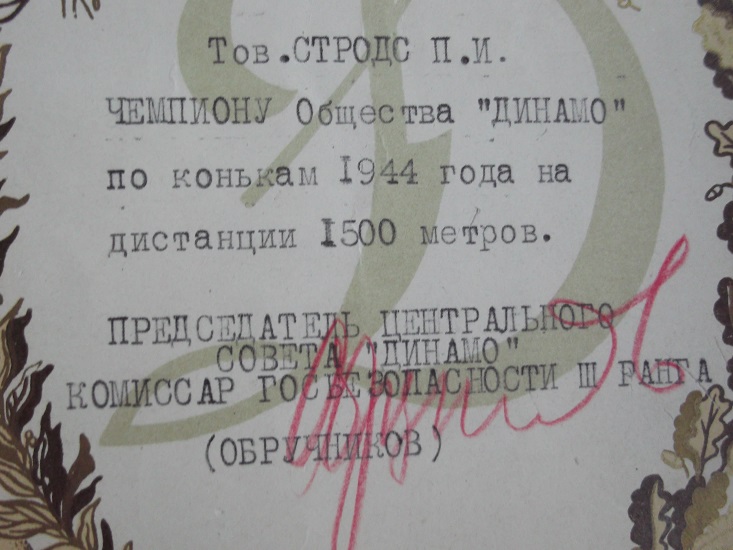 Тов.СТРОДС П.И.
ЧЕМПИОНУ Общества "ДИНАМО"
по конькам 1944 года на
дистанции 1500 метров.
ПРЕДСЕДАТЕЛЬ ЦЕНТРАЛЬНОГО
СОВЕТА "ДИНАМО"
КОМИССАР ГОСБЕЗОПАСНОСТИ Ш РАНГА
(ОБРУЧНИКОВ)